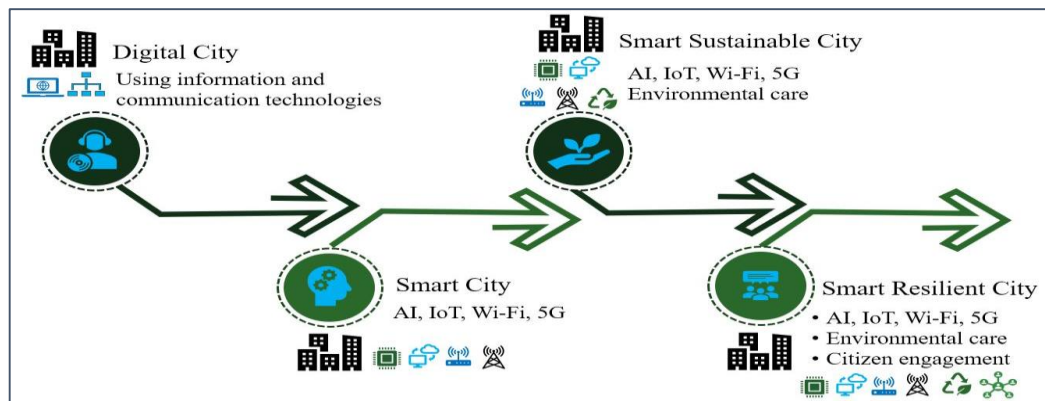 Digital City
Using information and
communication technologies
Smart City
AI, IoT, Wi-Fi, 5G
Smart Sustainable City
AI, IoT, Wi-Fi, 5G
Environmental care
Smart Resilient City
• AI, IoT, Wi-Fi, 5G
• Environmental care
• Citizen engagement